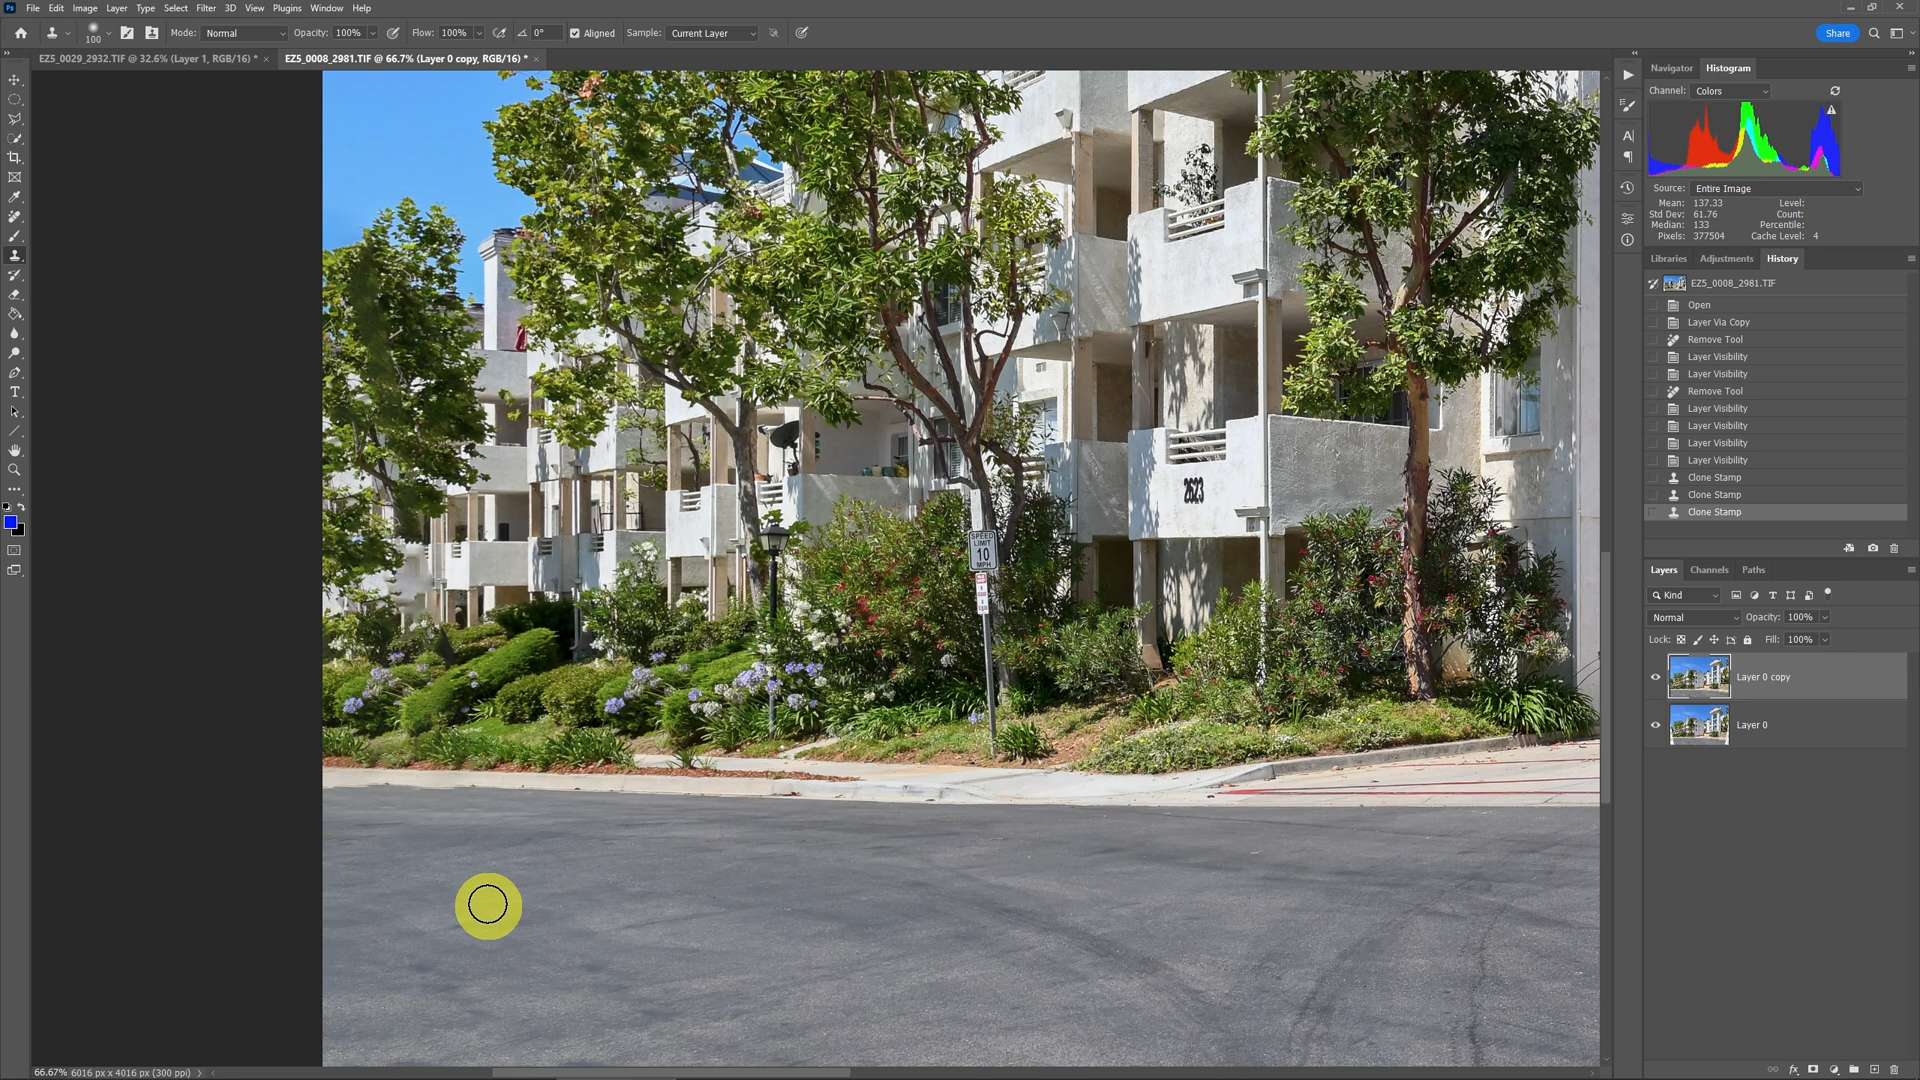 Ps File Edit Image Layer Type Select Filter 3D View Plugins Window Help
100 Mode: Normal Opacity: 100% Flow: 100% 0° Aligned Sample: Current Layer Share
EZ5_0029_2932.TIF @ 32.6% (Layer 1, RGB/16) * × EZ5_0008_2981.TIF @ 66.7% (Layer 0 copy, RGB/16) * ×
Navigator Histogram
Channel: Colors
Source: Entire Image
Mean: 137.33 Level:
Std Dev: 61.76 Count:
Median: 133 Percentile:
Pixels: 377504 Cache Level: 4
Libraries Adjustments History
EZ5_0008_2981.TIF
Open
Layer Via Copy
Remove Tool
Layer Visibility
Layer Visibility
Remove Tool
Layer Visibility
Layer Visibility
Layer Visibility
Layer Visibility
Clone Stamp
Clone Stamp
Clone Stamp
Layers Channels Paths
Kind
Normal Opacity: 100%
Lock: Fill: 100%
Layer 0 copy
Layer 0
2623
SPEED
LIMIT
10
MPH
66.67% 6016 px x 4016 px (300 ppi)